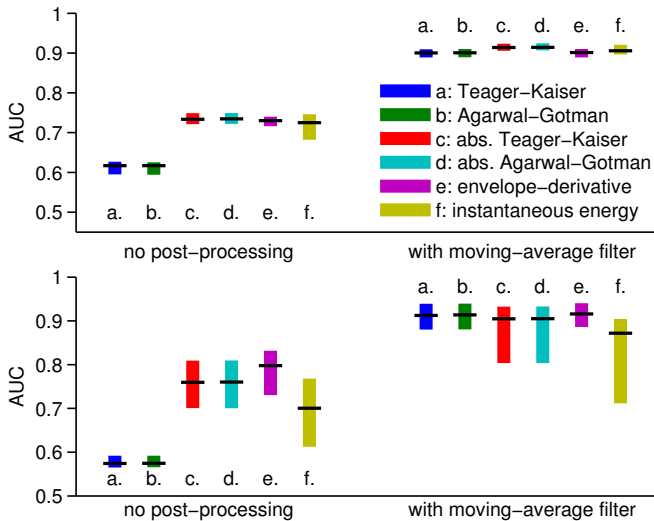 1
0.9
0.8
0.7
0.6
0.5
AUC
a. b. c. d. e. f.
a. b. c. d. e. f.
a: Teager−Kaiser
b: Agarwal−Gotman
c: abs. Teager−Kaiser
d: abs. Agarwal−Gotman
e: envelope−derivative
f: instantaneous energy
no post−processing with moving−average filter
1
0.9
0.8
0.7
0.6
0.5
AUC
a. b. c. d. e. f.
a. b. c. d. e. f.
no post−processing with moving−average filter